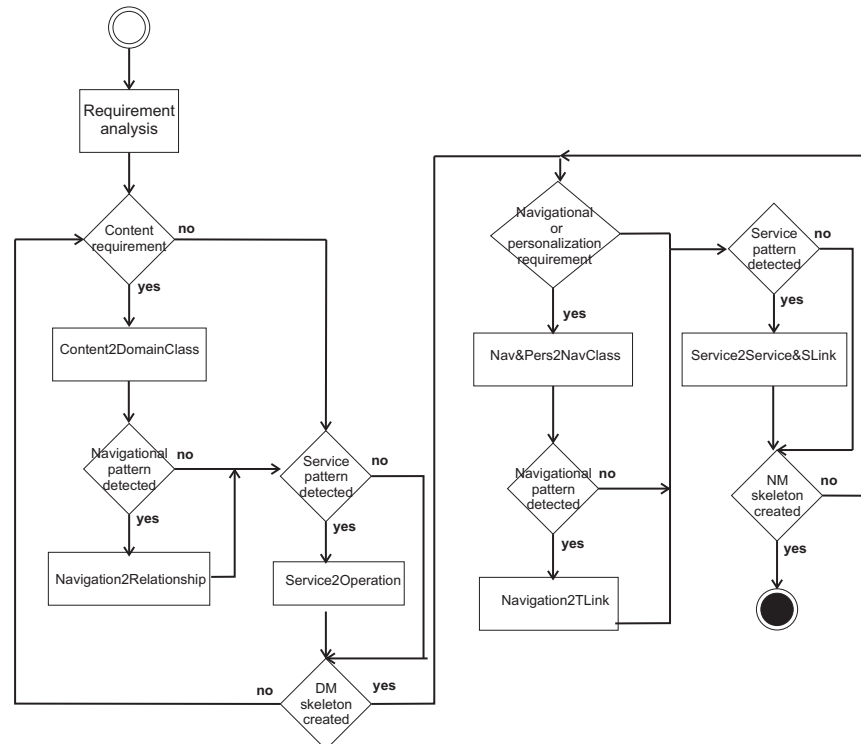 Requirement
analysis
Content
requirement
no
yes
Content2DomainClass
Navigational
pattern
detected
no
yes
Navigation2Relationship
Service
pattern
detected
no
yes
Service2Operation
DM
skeleton
created
no
yes
Navigational
or
personalization
requirement
yes
Nav&Pers2NavClass
Navigational
pattern
detected
no
yes
Navigation2TLink
Service
pattern
detected
no
yes
Service2Service&SLink
NM
skeleton
created
no
yes